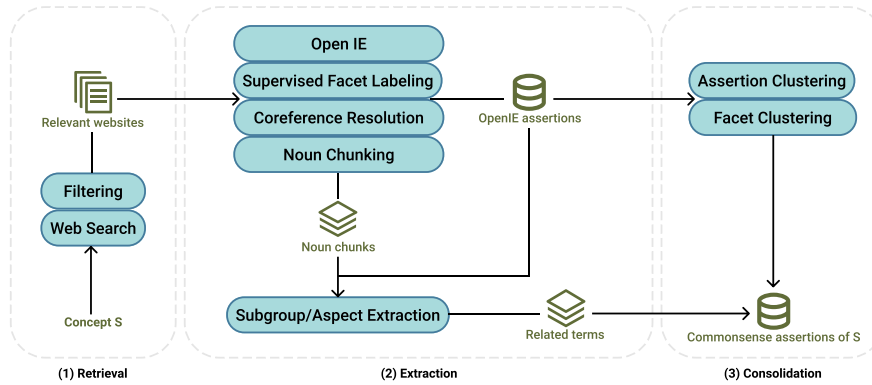 Relevant websites
Filtering
Web Search
Concept S
(1) Retrieval
Open IE
Supervised Facet Labeling
Coreference Resolution
Noun Chunking
OpenIE assertions
Noun chunks
Subgroup/Aspect Extraction
Related terms
(2) Extraction
Assertion Clustering
Facet Clustering
Commonsense assertions of S
(3) Consolidation